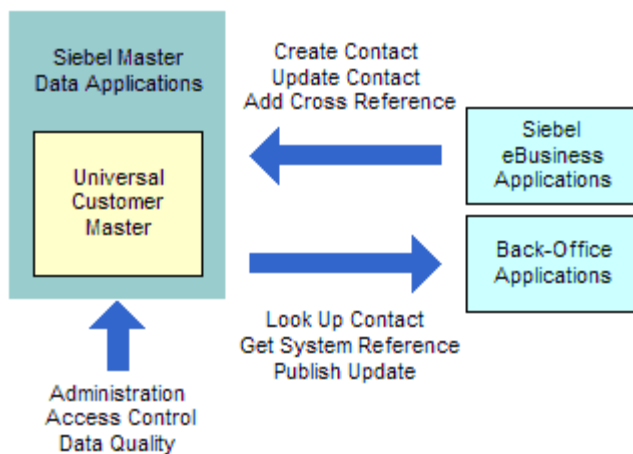 Siebel Master
Data Applications
Universal
Customer
Master
Create Contact
Update Contact
Add Cross Reference
Siebel
eBusiness
Applications
Back-Office
Applications
Look Up Contact
Get System Reference
Publish Update
Administration
Access Control
Data Quality